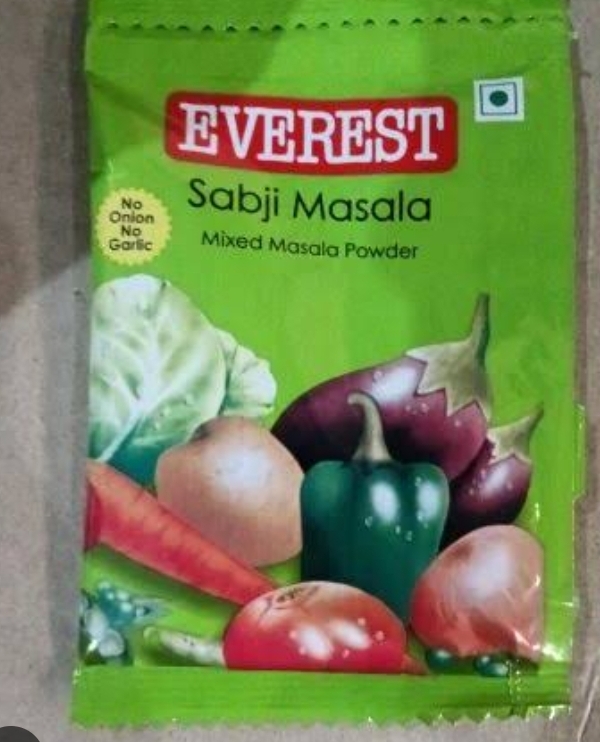 EVEREST
Sabji Masala
Mixed Masala Powder
No
Onion
No
Garlic